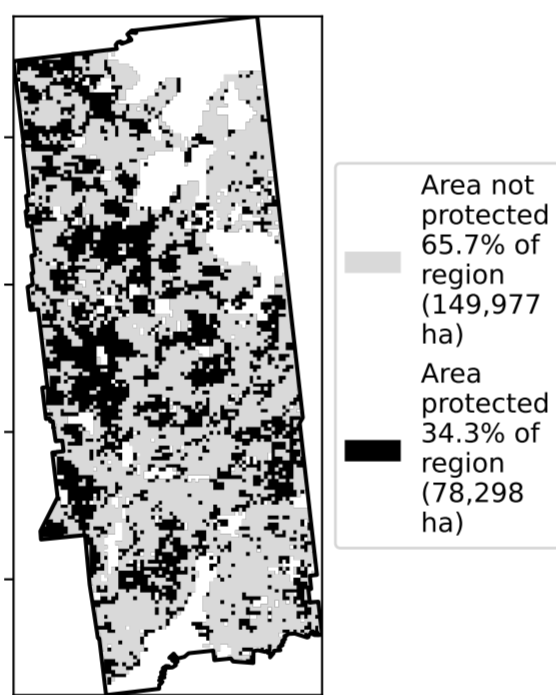 Area not
protected
65.7% of
region
(149,977
ha)
Area
protected
34.3% of
region
(78,298
ha)